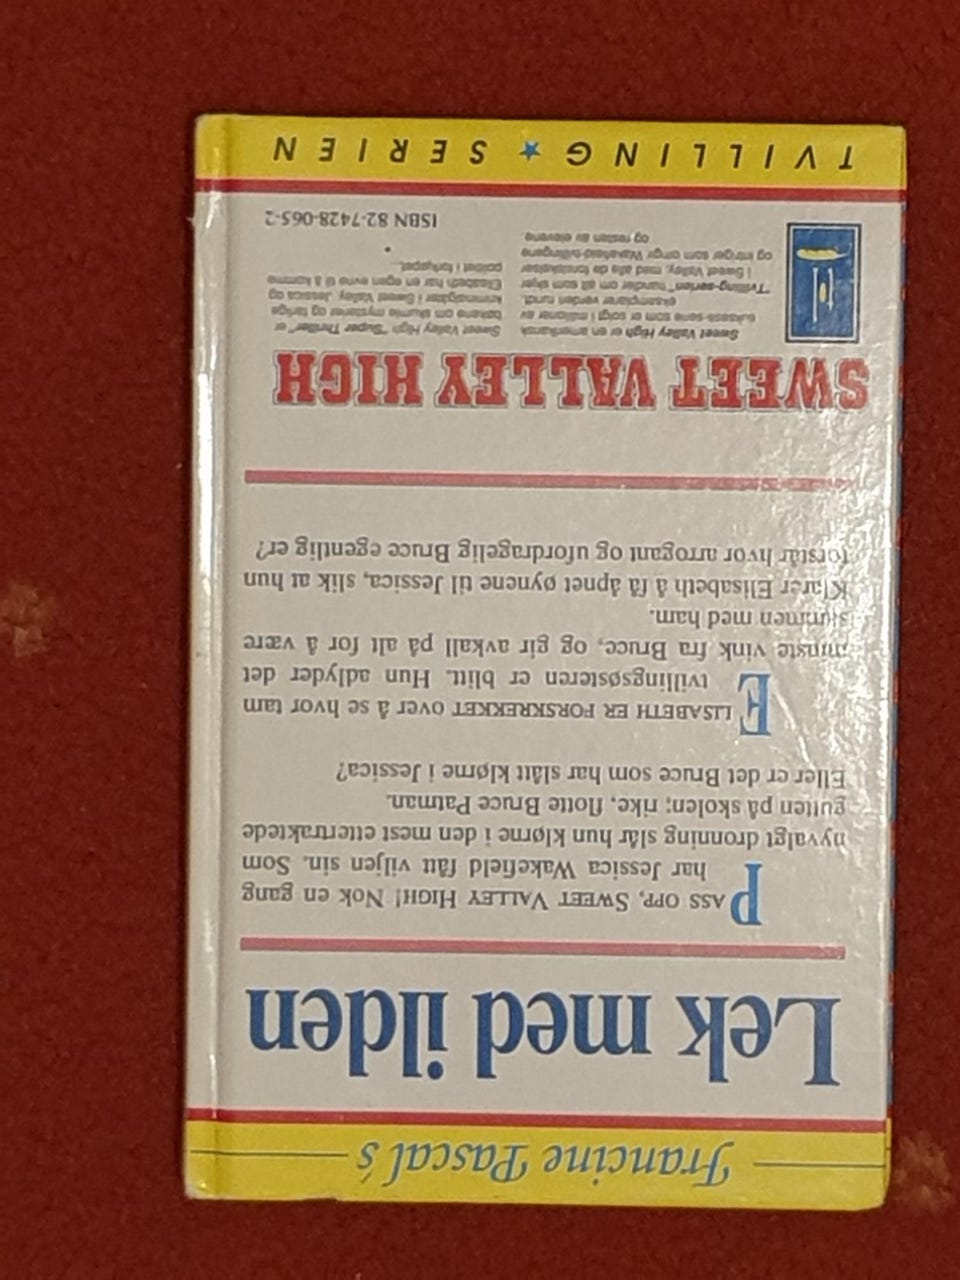 Francine Pascal's
Lek med ilden
PASS OPP, SWEET VALLEY HIGH! Nok en gang
har Jessica Wakefield fått viljen sin. Som
nyvalgt dronning slår hun klørne i den mest ettertraktede
gutten på skolen; rike, flotte Bruce Patman.
Eller er det Bruce som har slått klørne i Jessica?
ELISABETH ER FORSKREKKET over å se hvor tam
tvillingsøsteren er blitt. Hun adlyder det
minste vink fra Bruce, og gir avkall på alt for å være
sammen med ham.
Klarer Elisabeth å få åpnet øynene til Jessica, slik at hun
forstår hvor arrogant og ufordragelig Bruce egentlig er?
SWEET VALLEY HIGH
Sweet Valley High er en amerikansk
suksess-serie som er solgt i millioner av
eksemplarer verden rundt.
"Tvilling-serien" handler om alt som skjer
i Sweet Valley, med alle de forelskelser
og intriger som omgir Wakefield-tvillingene
og resten av elevene
Sweet Valley High "Super Thriller" er
bøkene om skumle mysterier og farlige
kriminalgåter i Sweet Valley. Jessica og
Elisabeth har en egen evne til å komme
politiet i forkjøpet...
ISBN 82-7428-065-2
TVILLING ★ SERIEN